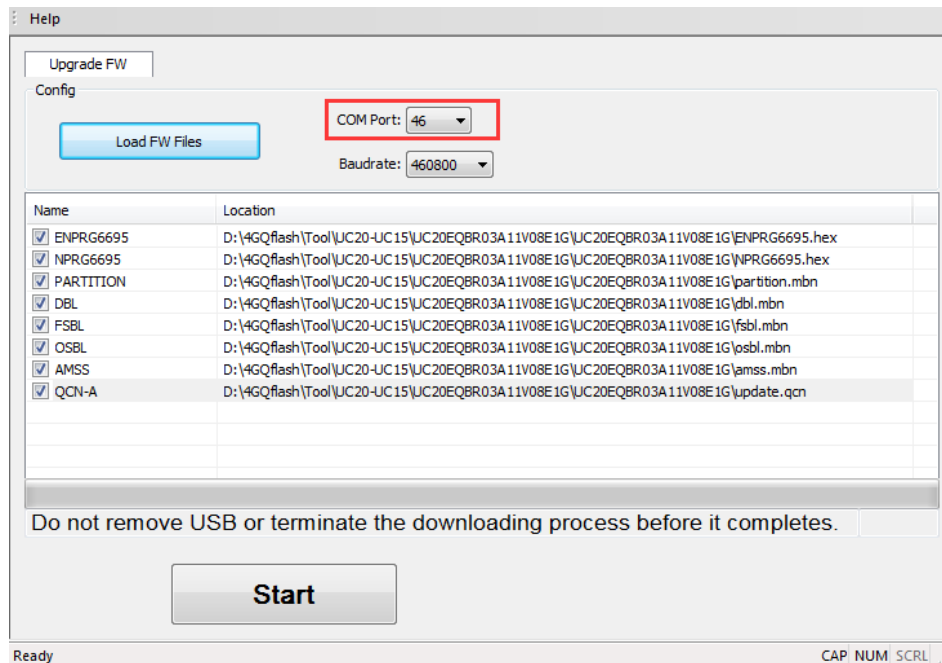 Help
Upgrade FW
Config
Load FW Files
COM Port: 46
Baudrate: 460800
Name Location
ENPRG6695 D:\4GQflash\Tool\UC20-UC15\UC20EQBR03A11V08E1G\UC20EQBR03A11V08E1G\ENPRG6695.hex
NPRG6695 D:\4GQflash\Tool\UC20-UC15\UC20EQBR03A11V08E1G\UC20EQBR03A11V08E1G\NPRG6695.hex
PARTITION D:\4GQflash\Tool\UC20-UC15\UC20EQBR03A11V08E1G\UC20EQBR03A11V08E1G\partition.mbn
DBL D:\4GQflash\Tool\UC20-UC15\UC20EQBR03A11V08E1G\UC20EQBR03A11V08E1G\dbl.mbn
FSBL D:\4GQflash\Tool\UC20-UC15\UC20EQBR03A11V08E1G\UC20EQBR03A11V08E1G\fsbl.mbn
OSBL D:\4GQflash\Tool\UC20-UC15\UC20EQBR03A11V08E1G\UC20EQBR03A11V08E1G\osbl.mbn
AMSS D:\4GQflash\Tool\UC20-UC15\UC20EQBR03A11V08E1G\UC20EQBR03A11V08E1G\amss.mbn
QCN-A D:\4GQflash\Tool\UC20-UC15\UC20EQBR03A11V08E1G\UC20EQBR03A11V08E1G\update.qcn
Do not remove USB or terminate the downloading process before it completes.
Start
Ready CAP NUM SCRL